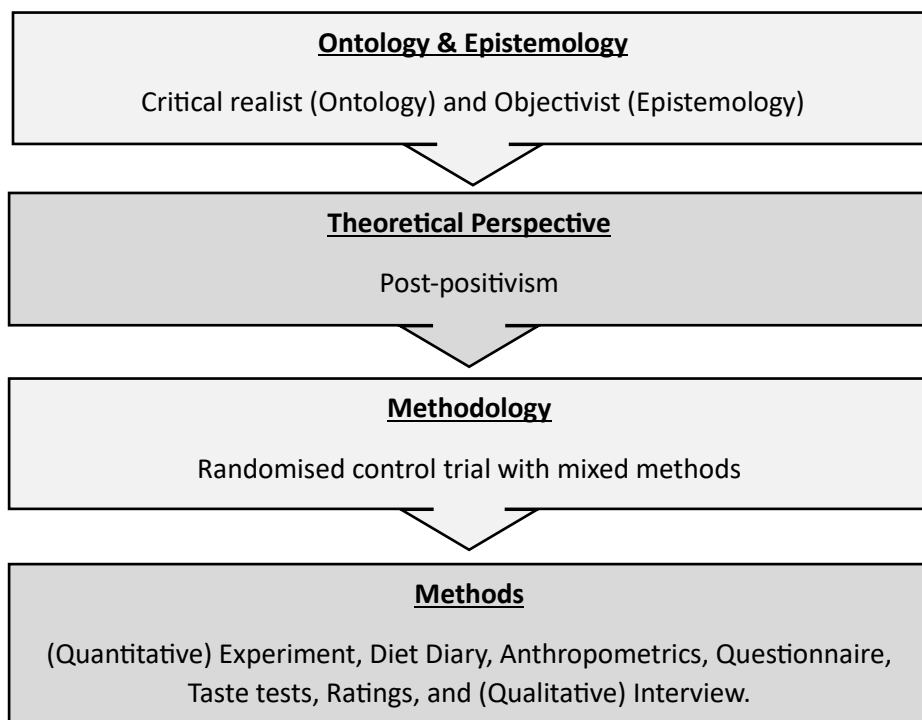 Ontology & Epistemology
Critical realist (Ontology) and Objectivist (Epistemology)
Theoretical Perspective
Post-positivism
Methodology
Randomised control trial with mixed methods
Methods
(Quantitative) Experiment, Diet Diary, Anthropometrics, Questionnaire,
Taste tests, Ratings, and (Qualitative) Interview.